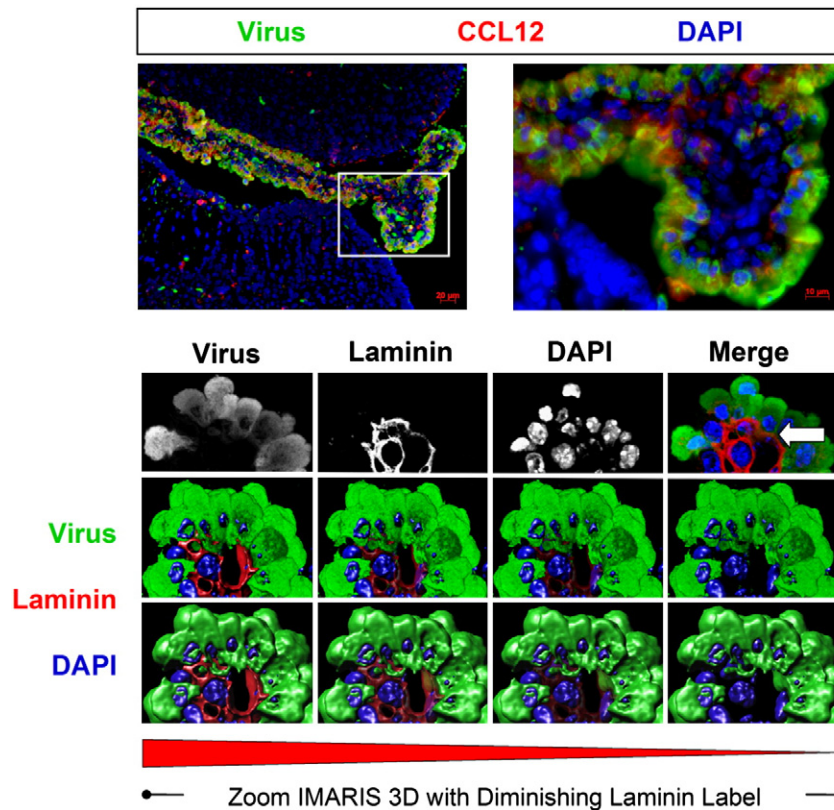 Virus CCL12 DAPI
20 µm
10 µm
Virus Laminin DAPI Merge
Virus
Laminin
DAPI
Zoom IMARIS 3D with Diminishing Laminin Label